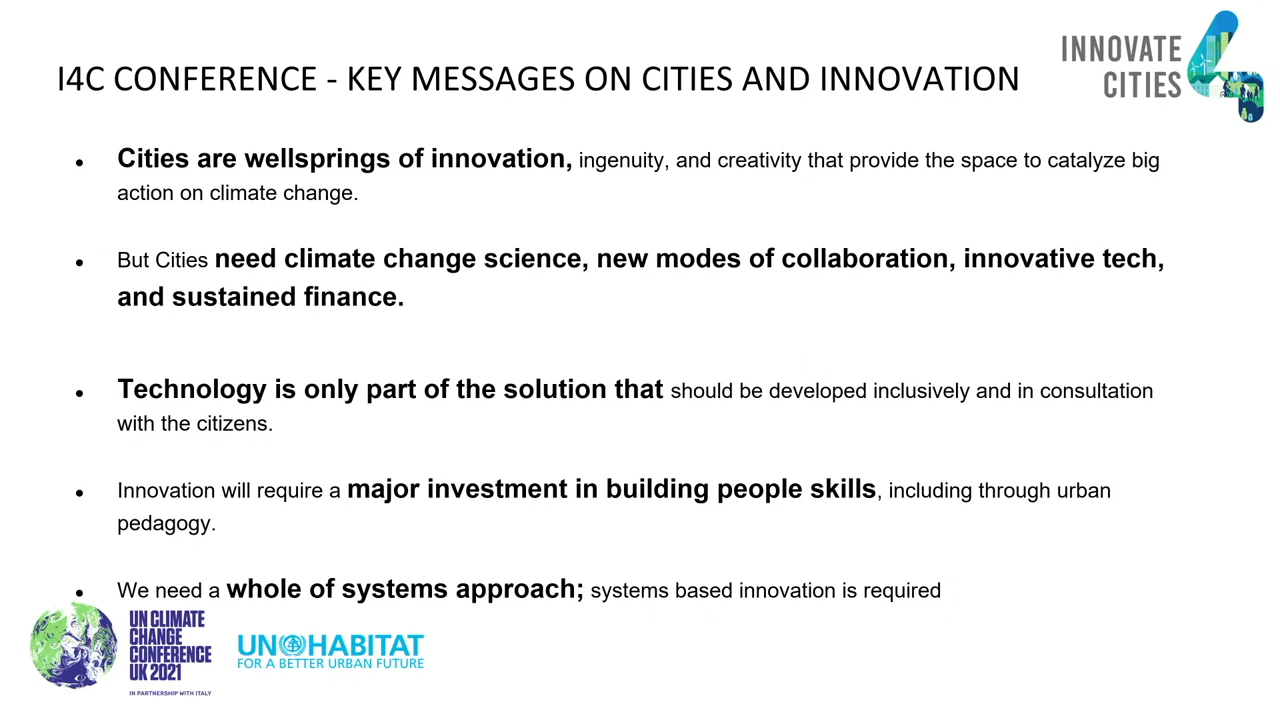 I4C CONFERENCE - KEY MESSAGES ON CITIES AND INNOVATION
INNOVATE
CITIES
4
• Cities are wellsprings of innovation, ingenuity, and creativity that provide the space to catalyze big
action on climate change.
• But Cities need climate change science, new modes of collaboration, innovative tech,
and sustained finance.
• Technology is only part of the solution that should be developed inclusively and in consultation
with the citizens.
• Innovation will require a major investment in building people skills, including through urban
pedagogy.
• We need a whole of systems approach; systems based innovation is required
UN CLIMATE
CHANGE
CONFERENCE
UK 2021
IN PARTNERSHIP WITH ITALY
UN HABITAT
FOR A BETTER URBAN FUTURE